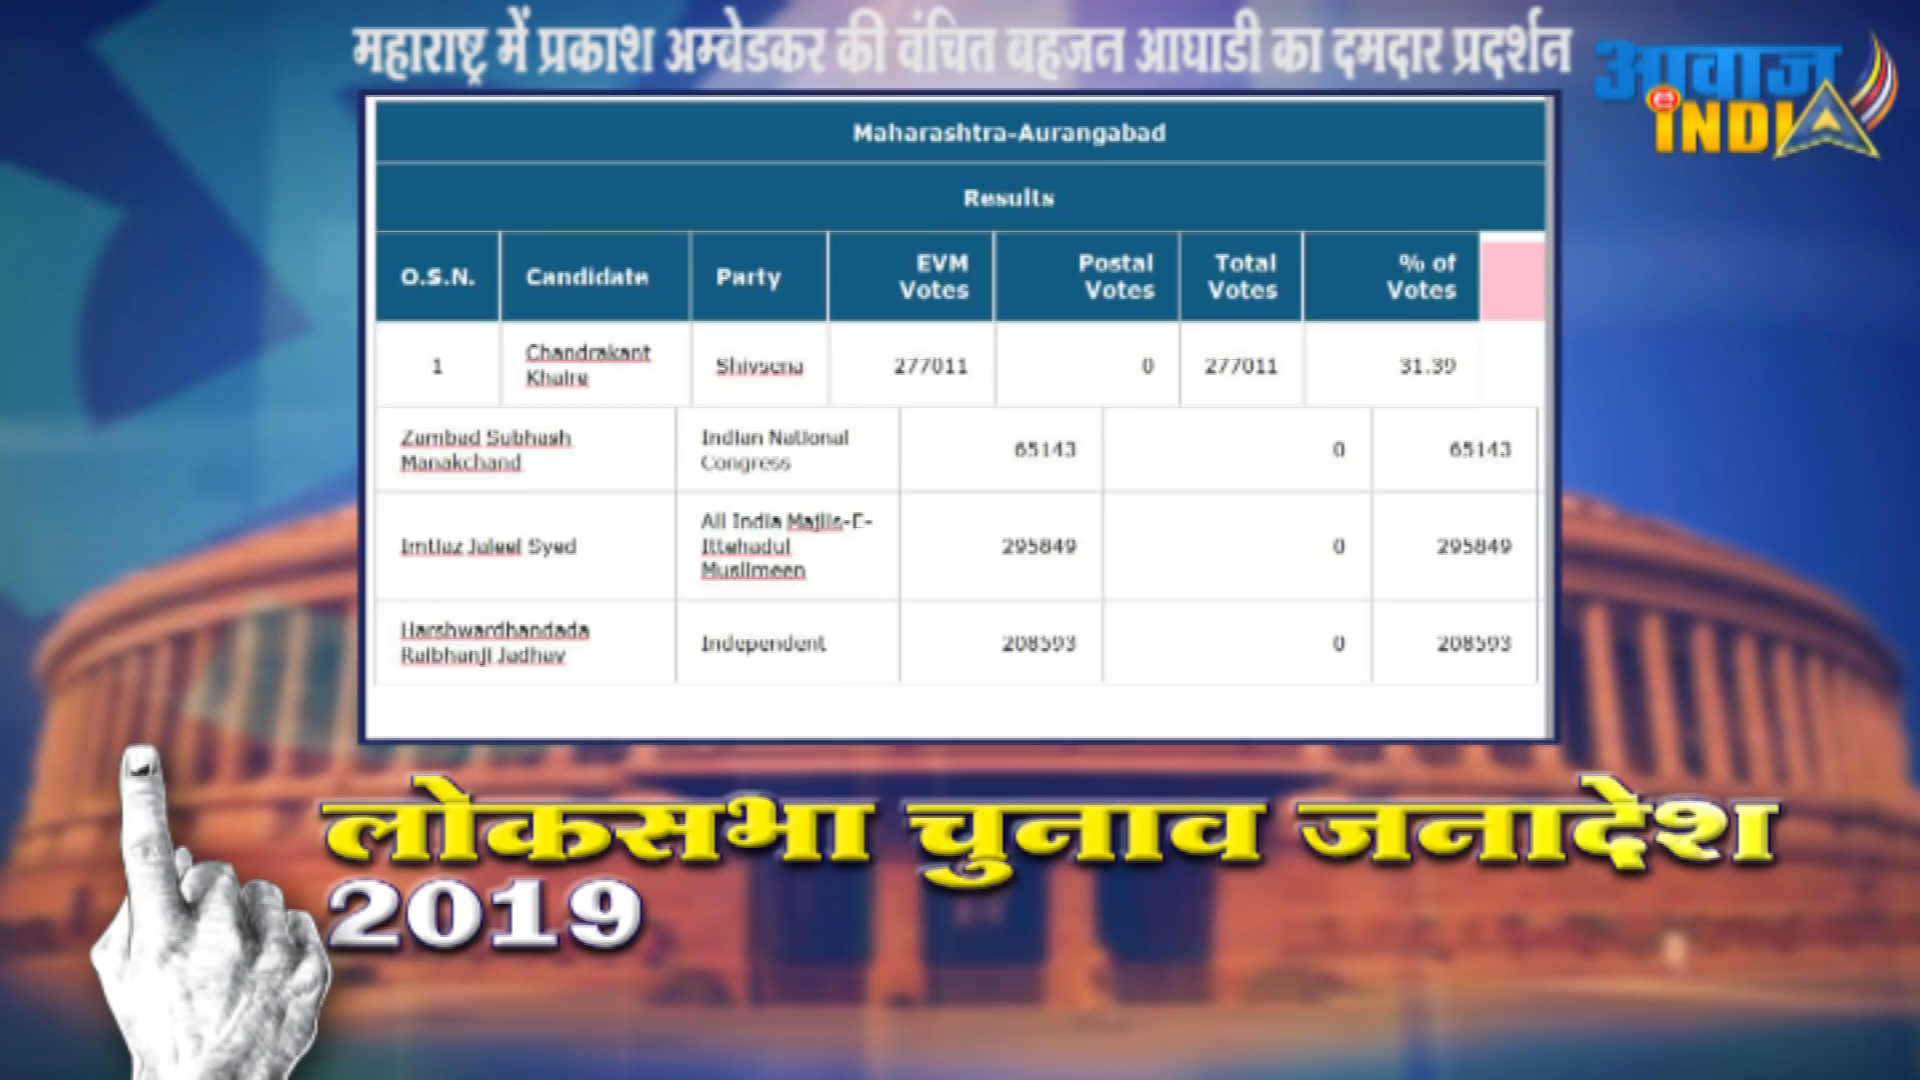 महाराष्ट्र में प्रकाश अम्बेडकर की वंचित बहुजन आघाडी का दमदार प्रदर्शन
आवाज
INDIA
Maharashtra-Aurangabad
Results
O.S.N. Candidate Party EVM Votes Postal Votes Total Votes % of Votes
1 Chandrakant Khaire Shivsena 277011 0 277011 31.39
Zambad Subhash Manakchand Indian National Congress 65143 0 65143
Imtiaz Jaleel Syed All India Majlis-E-Ittehadul Muslimeen 295849 0 295849
Harshwardhandada Raibhanji Jadhav Independent 208593 0 208593
लोकसभा चुनाव जनादेश
2019